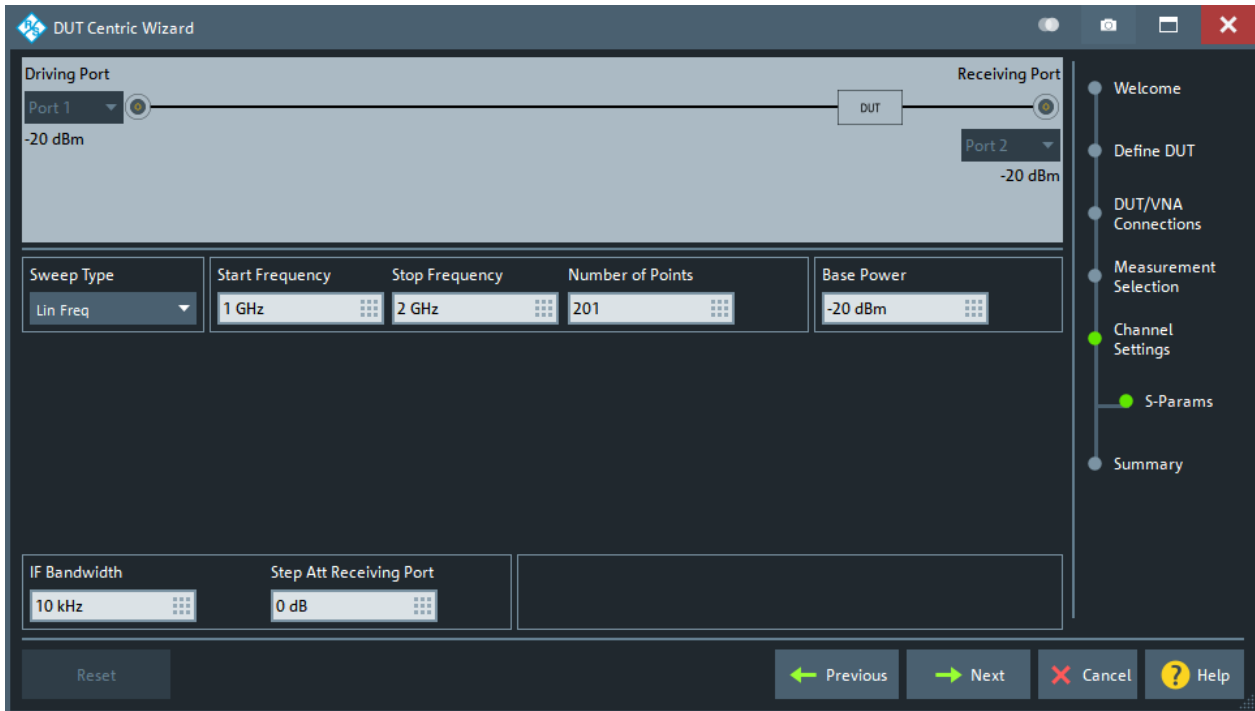 DUT Centric Wizard
Driving Port
Receiving Port
Port 1
DUT
-20 dBm
Port 2
-20 dBm
Sweep Type
Start Frequency
Stop Frequency
Number of Points
Base Power
Lin Freq
1 GHz
2 GHz
201
-20 dBm
IF Bandwidth
Step Att Receiving Port
10 kHz
0 dB
Welcome
Define DUT
DUT/VNA
Connections
Measurement
Selection
Channel
Settings
S-Params
Summary
Reset
Previous
Next
Cancel
? Help